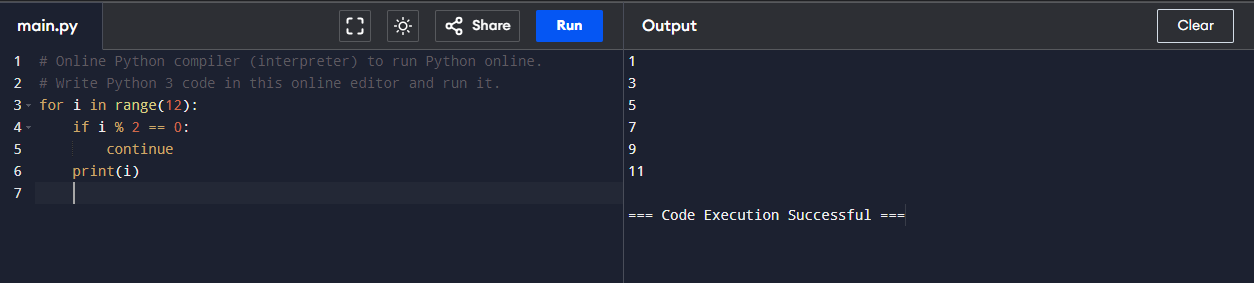 main.py
Share
Run
Output
Clear
1 # Online Python compiler (interpreter) to run Python online.
2 # Write Python 3 code in this online editor and run it.
3 for i in range(12):
4     if i % 2 == 0:
5         continue
6     print(i)
7
1
3
5
7
9
11
=== Code Execution Successful ===